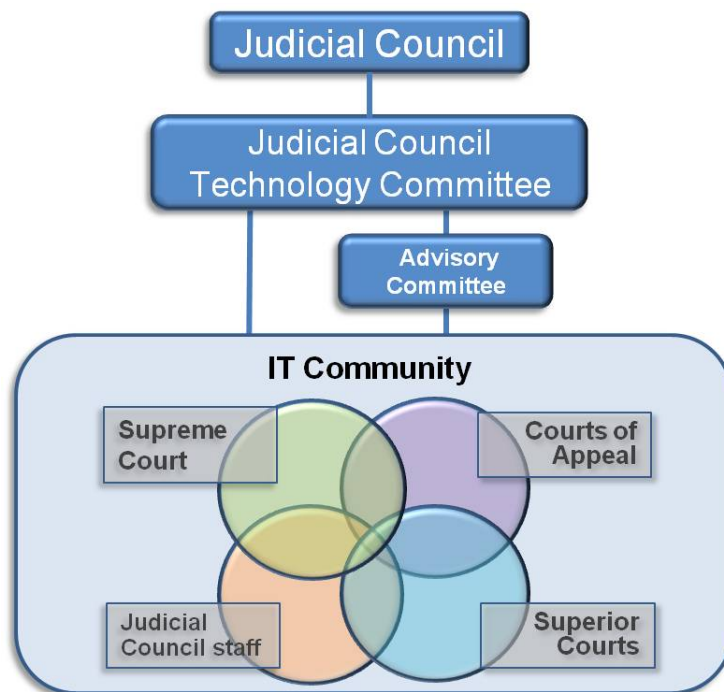 Judicial Council
Judicial Council
Technology Committee
Advisory
Committee
IT Community
Supreme
Court
Courts of
Appeal
Judicial
Council staff
Superior
Courts